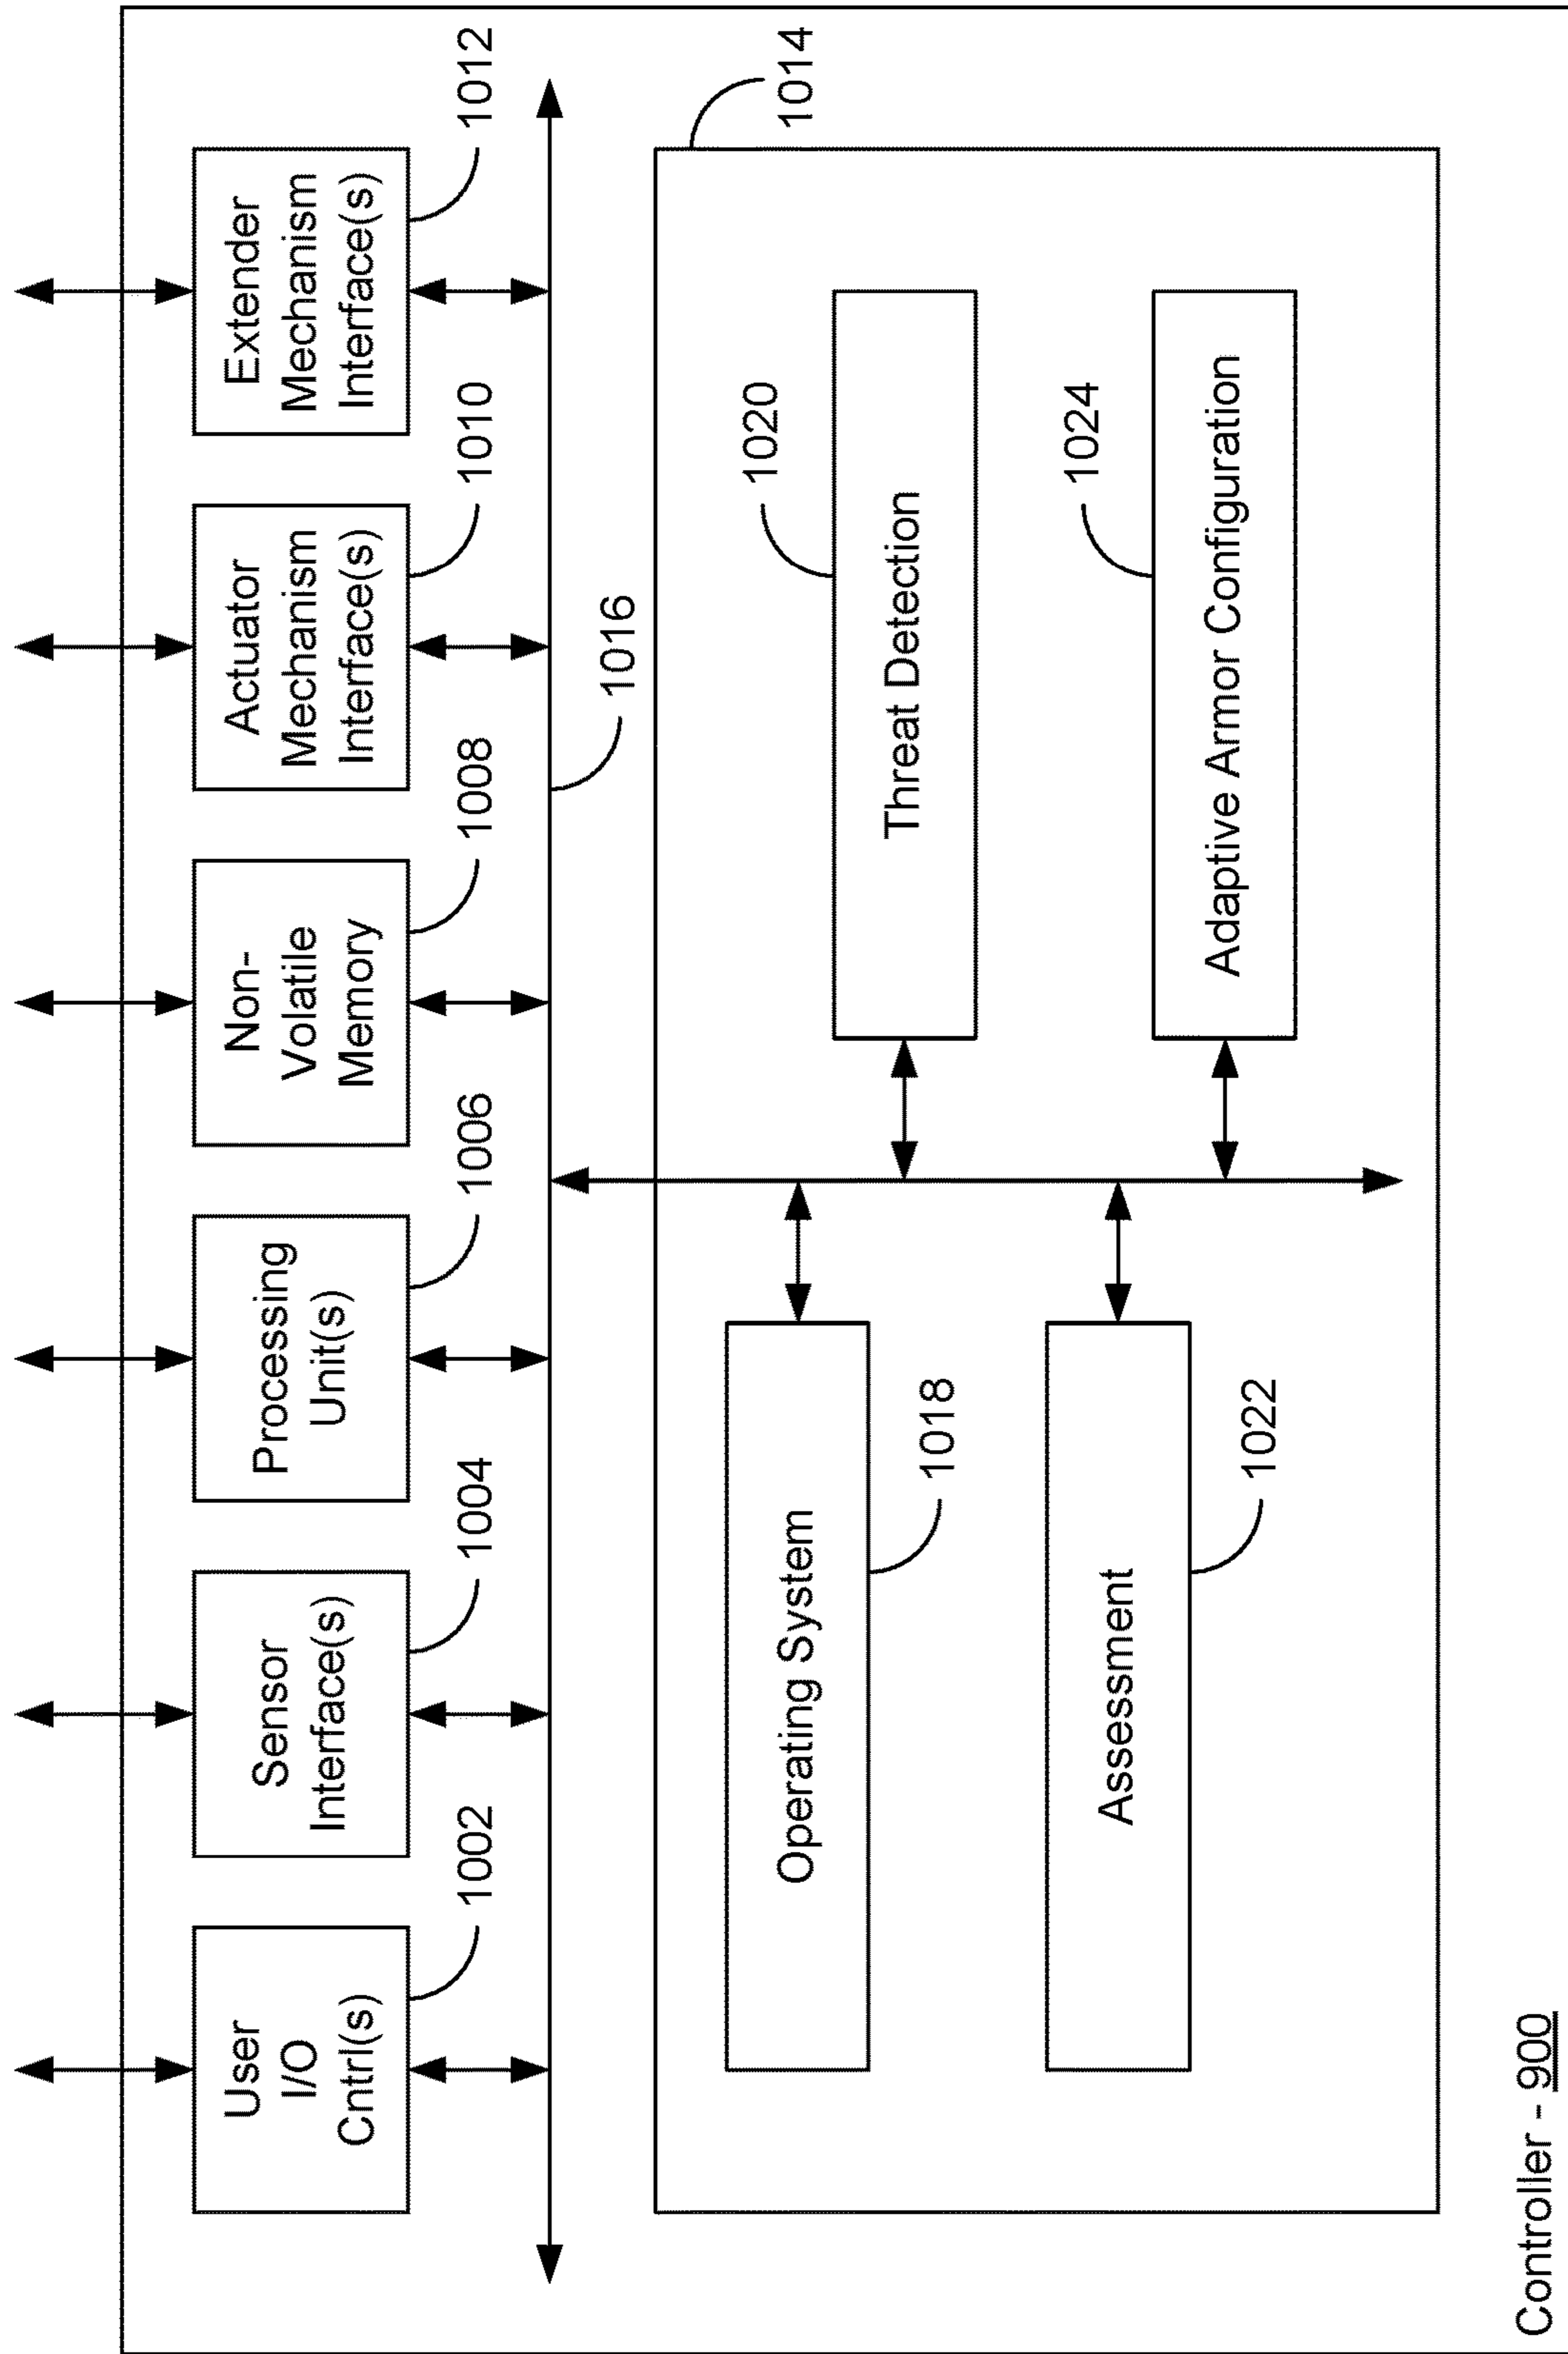 User
I/O
Cntrl(s)
1002
Sensor
Interface(s)
1004
Processing
Unit(s)
1006
Non-
Volatile
Memory
1008
Actuator
Mechanism
Interface(s)
1010
Extender
Mechanism
Interface(s)
1012
1016
1014
Operating System
1018
Threat Detection
1020
Assessment
1022
Adaptive Armor Configuration
1024
Controller - 900